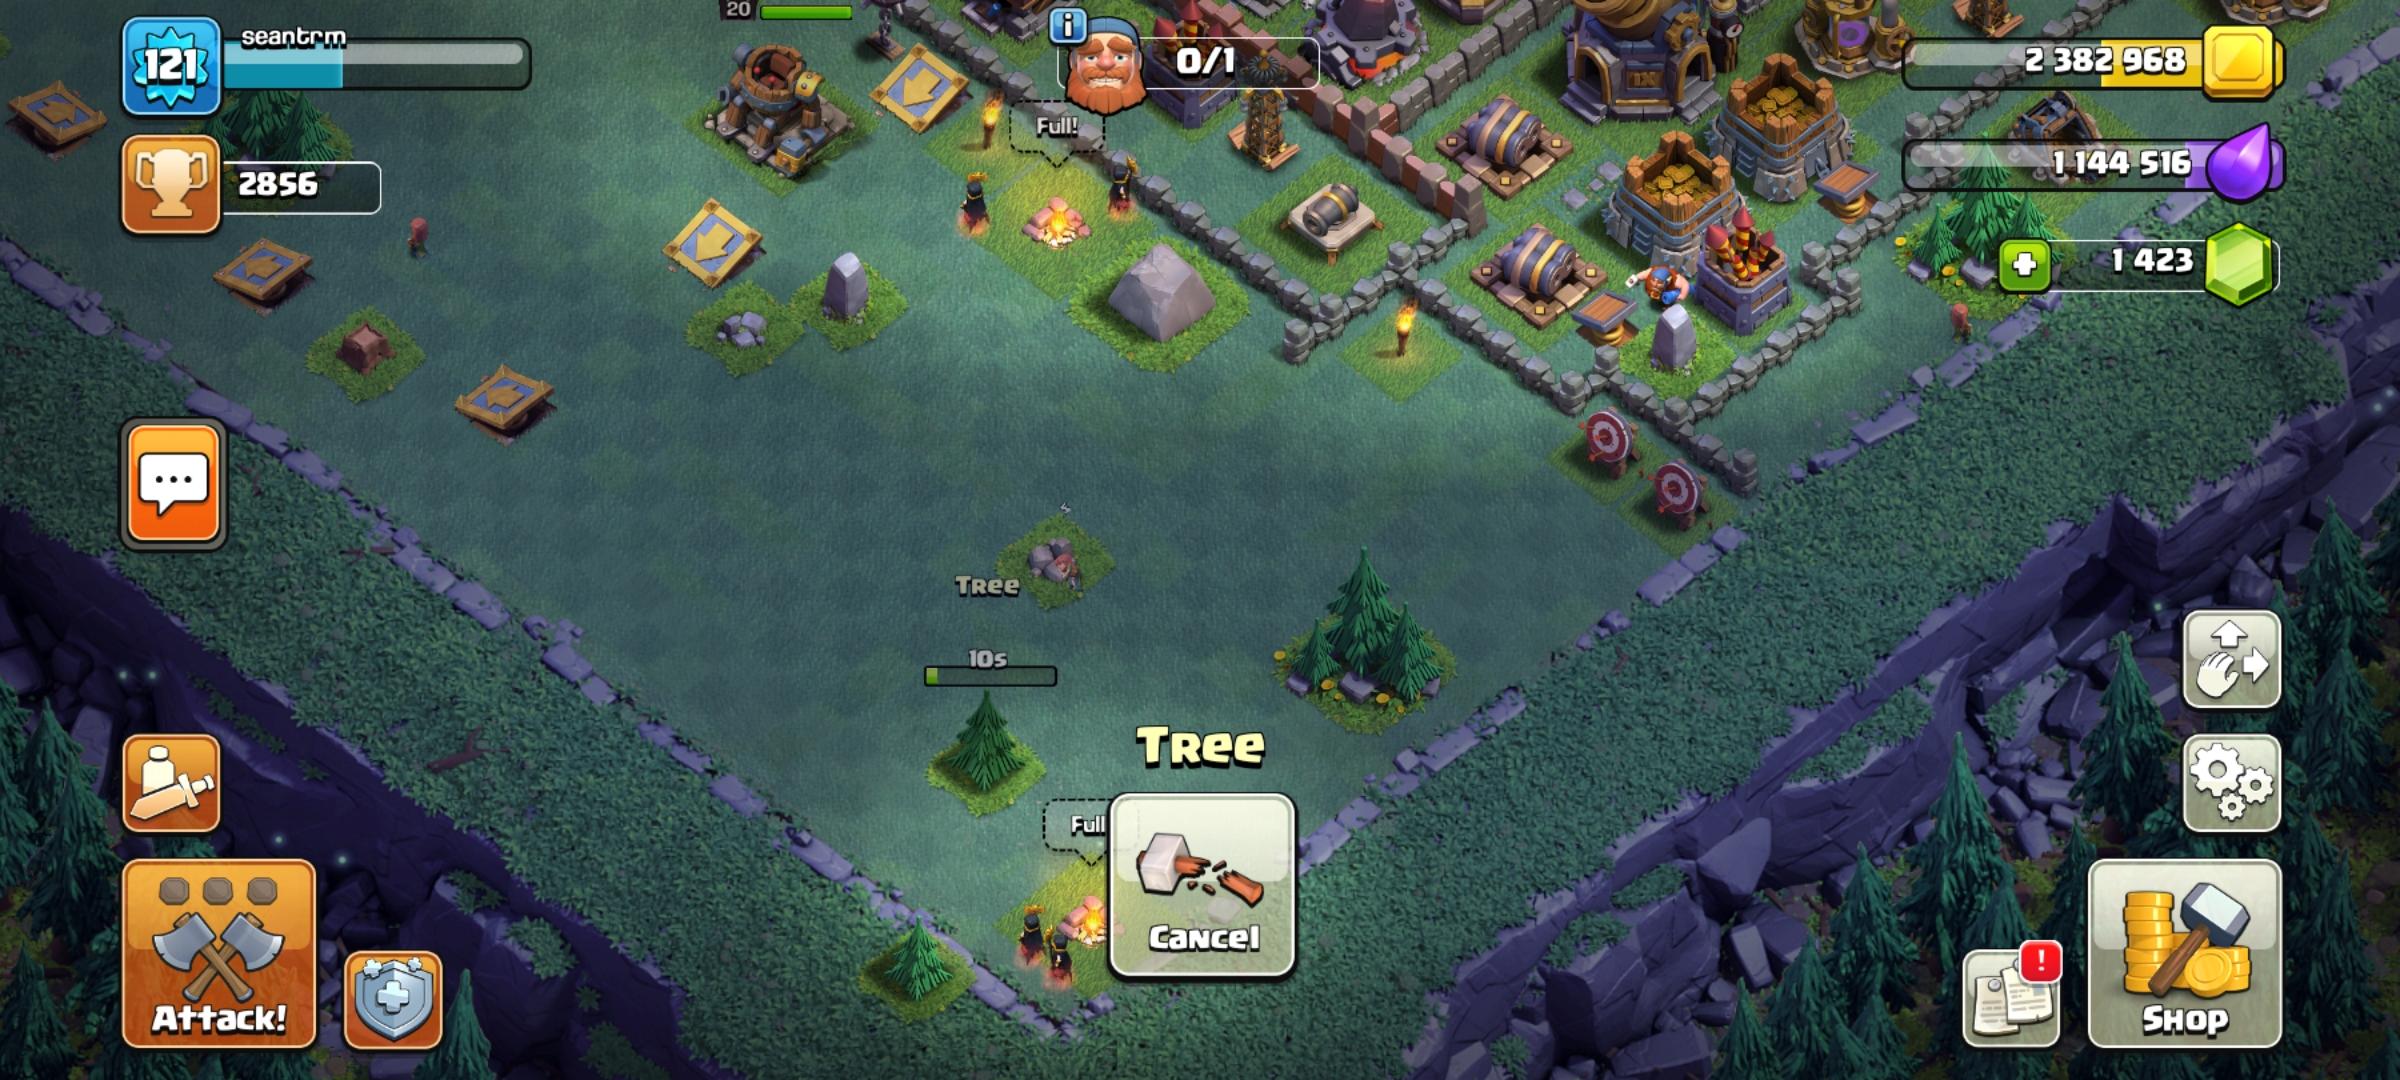 20
121
seantrm
0/1
2 382 968
Full!
1 144 516
2856
1 423
Tree
10s
Tree
Full
Cancel
Attack!
Shop